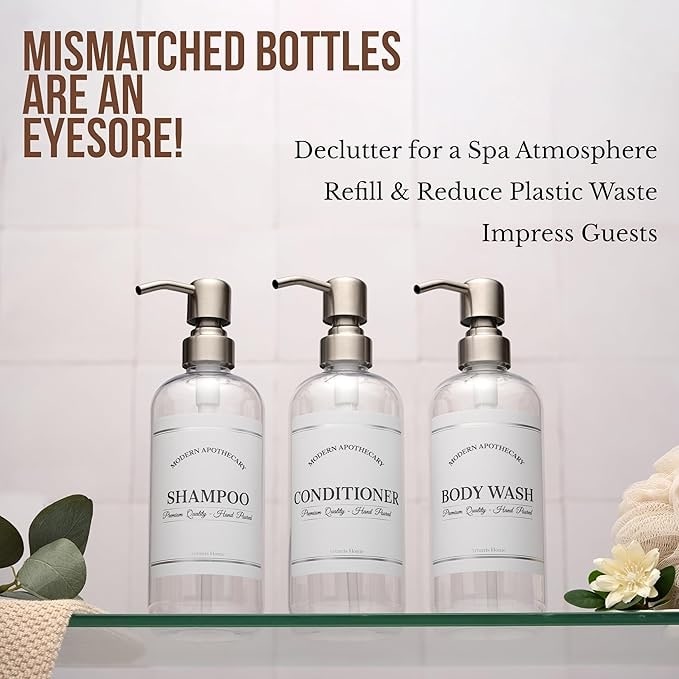 MISMATCHED BOTTLES
ARE AN
EYESORE!
Declutter for a Spa Atmosphere
Refill & Reduce Plastic Waste
Impress Guests
MODERN APOTHECARY
SHAMPOO
Premium Quality - Hand Poured
MODERN APOTHECARY
CONDITIONER
Premium Quality - Hand Poured
MODERN APOTHECARY
BODY WASH
Premium Quality - Hand Poured